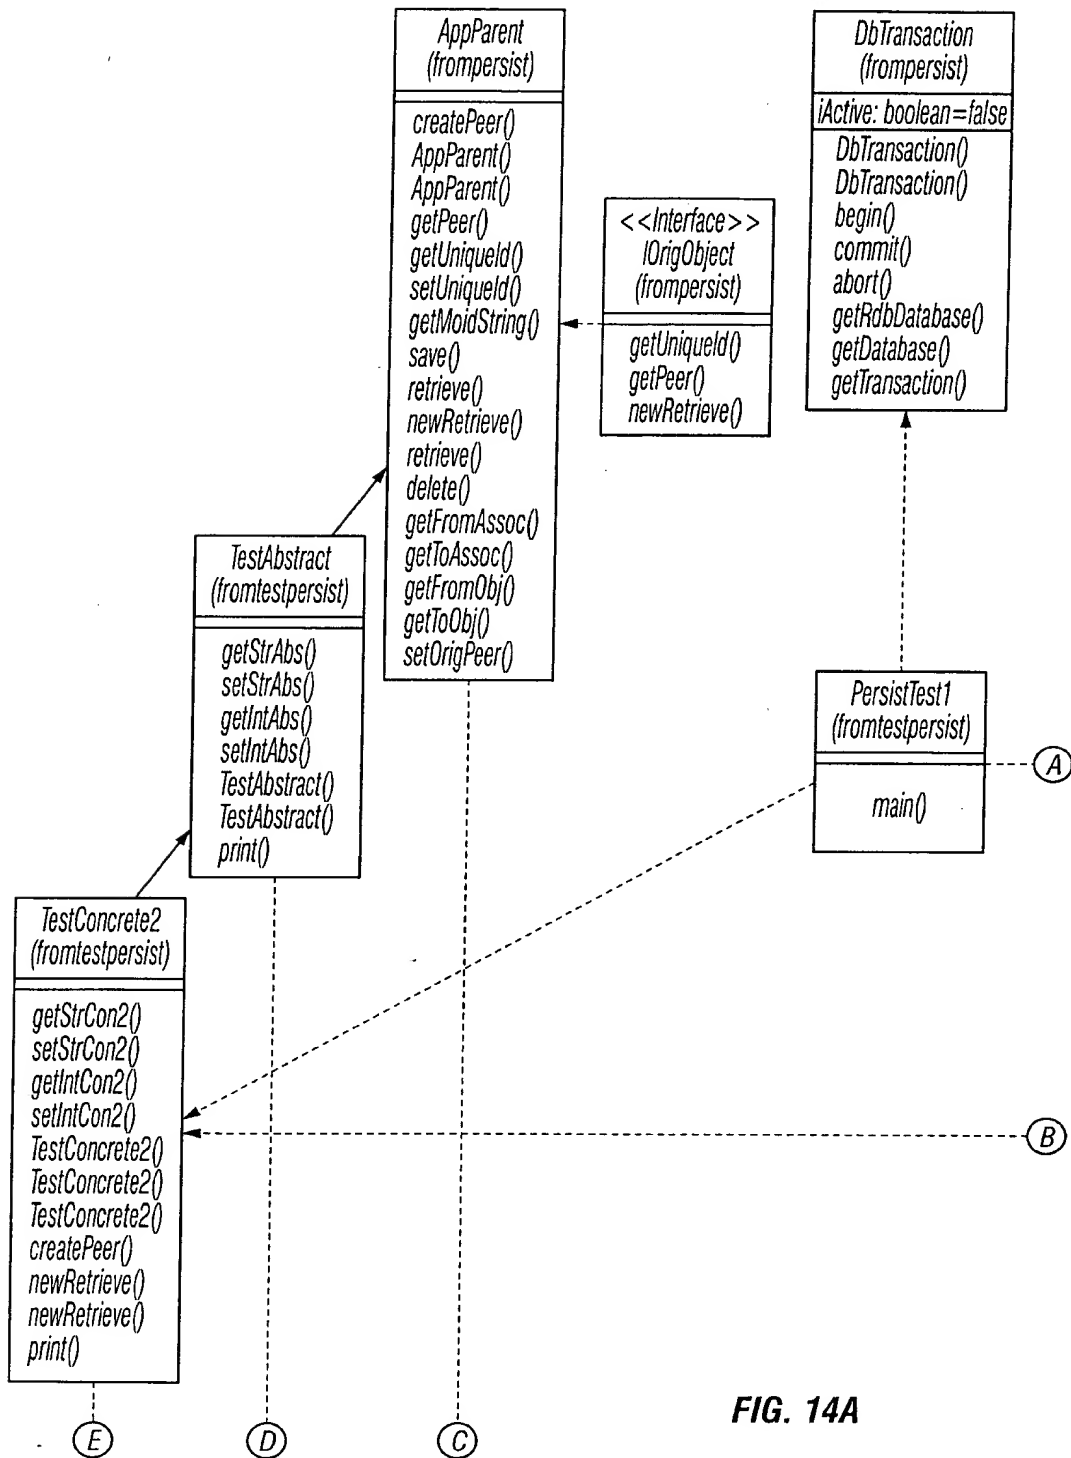 AppParent
(frompersist)
createPeer()
AppParent()
AppParent()
getPeer()
getUniqueId()
setUniqueId()
getMoidString()
save()
retrieve()
newRetrieve()
retrieve()
delete()
getFromAssoc()
getToAssoc()
getFromObj()
getToObj()
setOrigPeer()
<<Interface>>
IOrigObject
(frompersist)
getUniqueId()
getPeer()
newRetrieve()
DbTransaction
(frompersist)
iActive: boolean=false
DbTransaction()
DbTransaction()
begin()
commit()
abort()
getRdbDatabase()
getDatabase()
getTransaction()
TestAbstract
(fromtestpersist)
getStrAbs()
setStrAbs()
getIntAbs()
setIntAbs()
TestAbstract()
TestAbstract()
print()
PersistTest1
(fromtestpersist)
main()
A
TestConcrete2
(fromtestpersist)
getStrCon2()
setStrCon2()
getIntCon2()
setIntCon2()
TestConcrete2()
TestConcrete2()
TestConcrete2()
createPeer()
newRetrieve()
newRetrieve()
print()
B
E
D
C
FIG. 14A